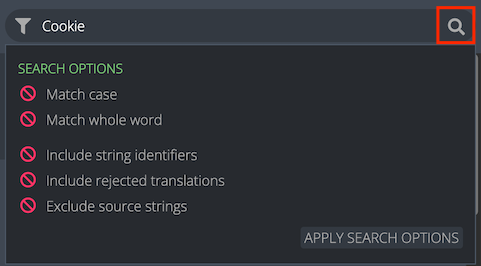 Cookie
SEARCH OPTIONS
Match case
Match whole word
Include string identifiers
Include rejected translations
Exclude source strings
APPLY SEARCH OPTIONS